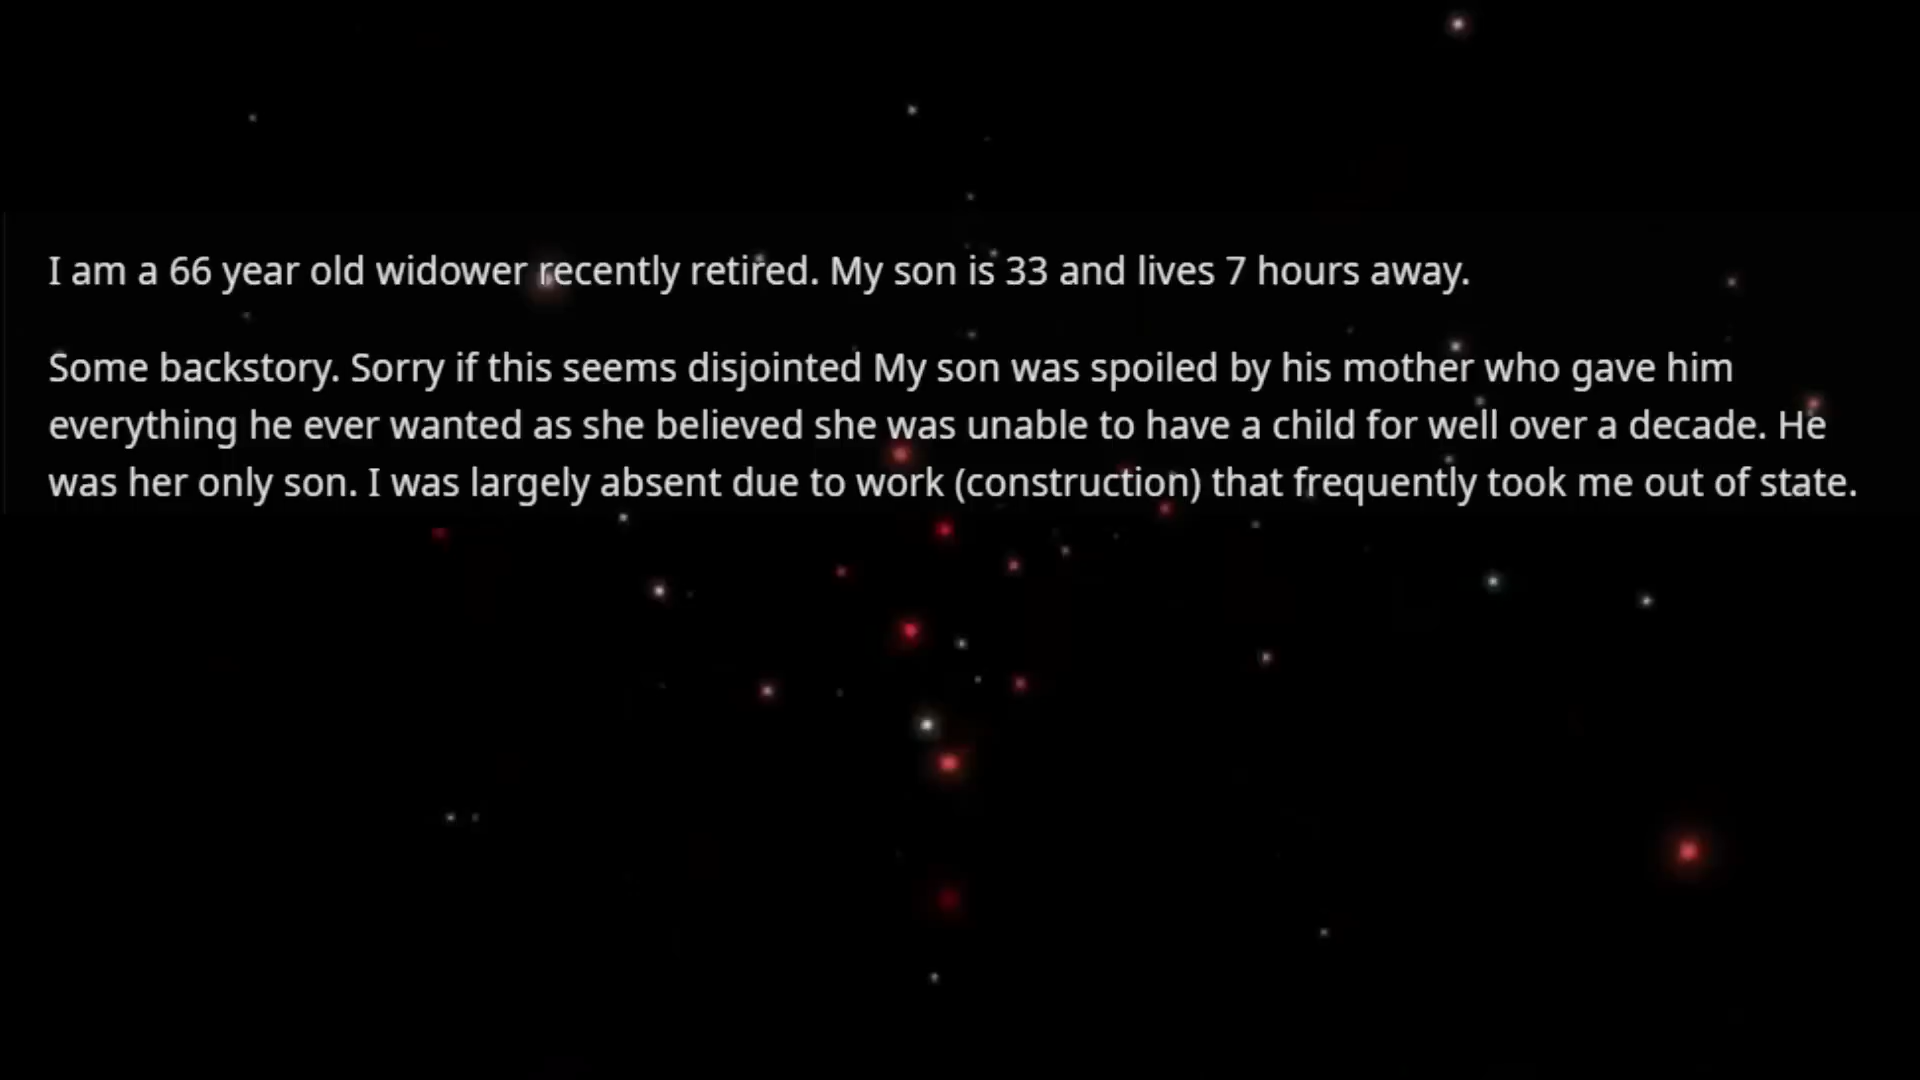 I am a 66 year old widower recently retired. My son is 33 and lives 7 hours away.
Some backstory. Sorry if this seems disjointed My son was spoiled by his mother who gave him
everything he ever wanted as she believed she was unable to have a child for well over a decade. He
was her only son. I was largely absent due to work (construction) that frequently took me out of state.